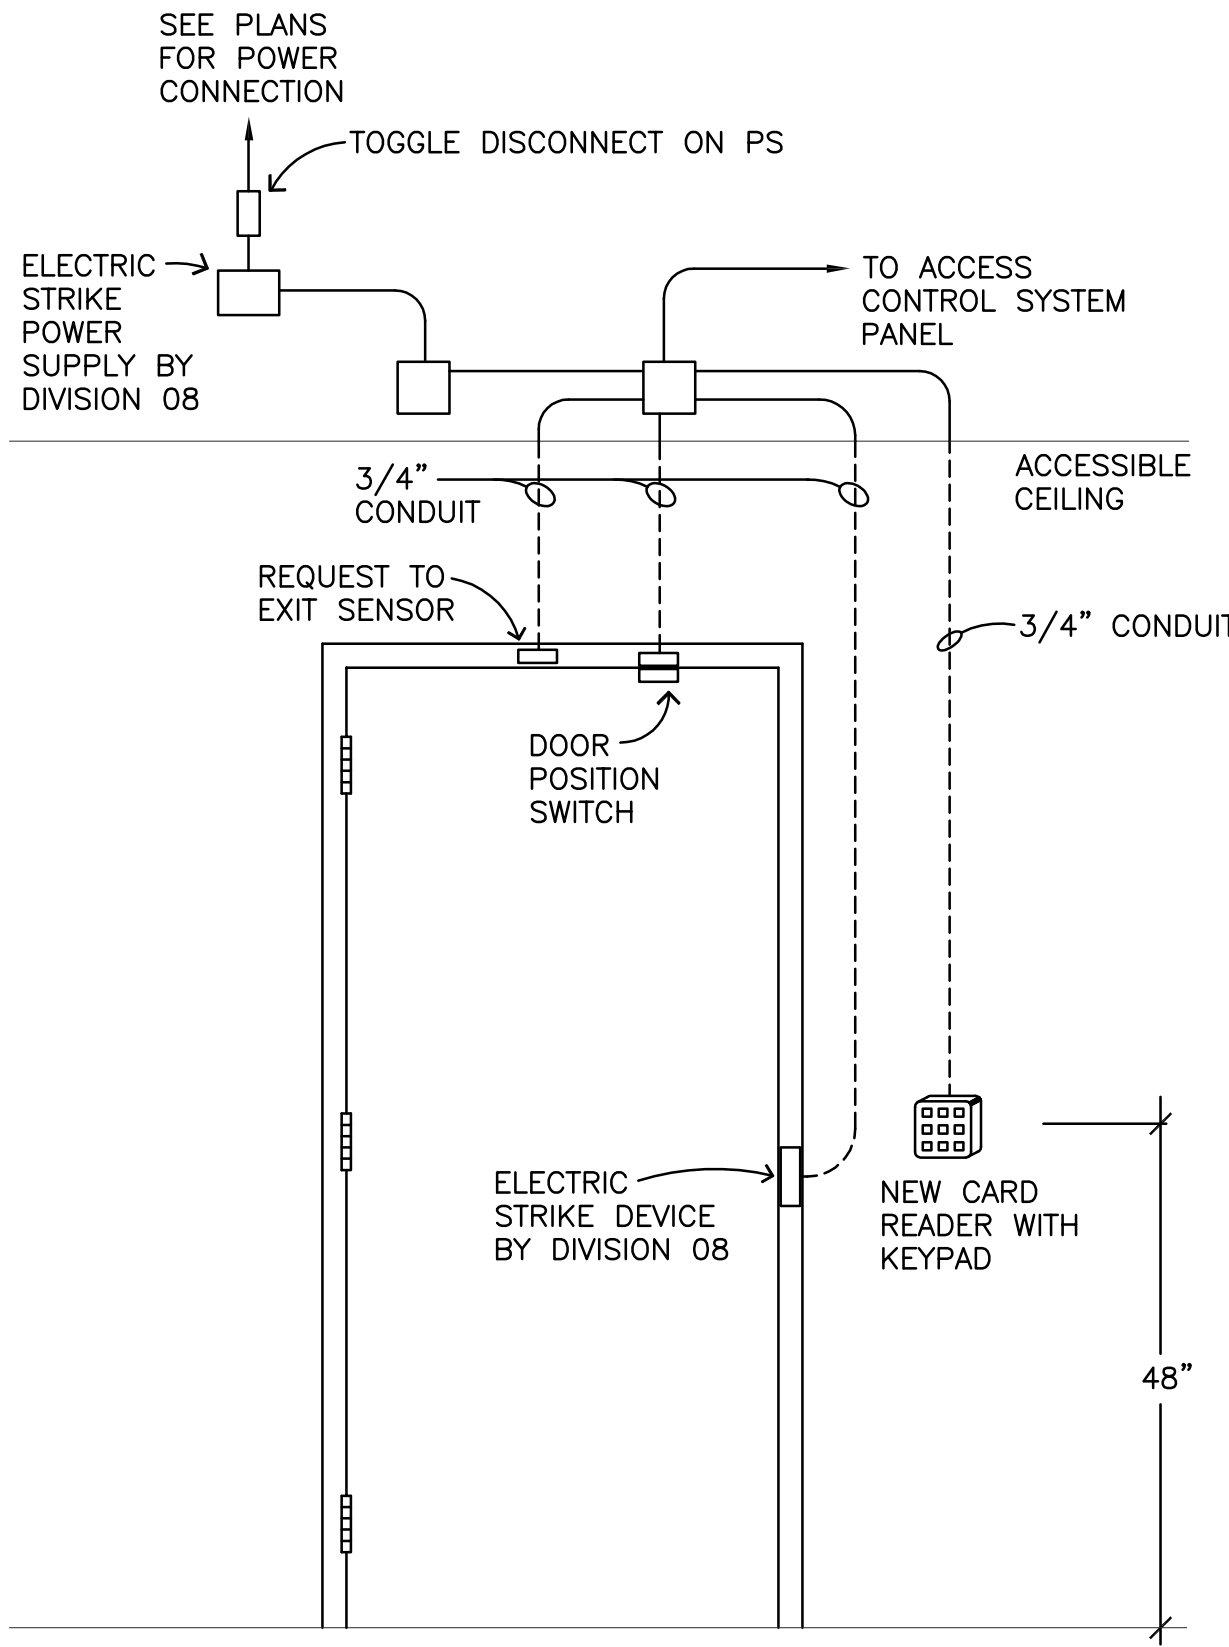 SEE PLANS
FOR POWER
CONNECTION
TOGGLE DISCONNECT ON PS
ELECTRIC
STRIKE
POWER
SUPPLY BY
DIVISION 08
TO ACCESS
CONTROL SYSTEM
PANEL
3/4"
CONDUIT
ACCESSIBLE
CEILING
REQUEST TO
EXIT SENSOR
3/4" CONDUIT
DOOR
POSITION
SWITCH
ELECTRIC
STRIKE DEVICE
BY DIVISION 08
NEW CARD
READER WITH
KEYPAD
48"